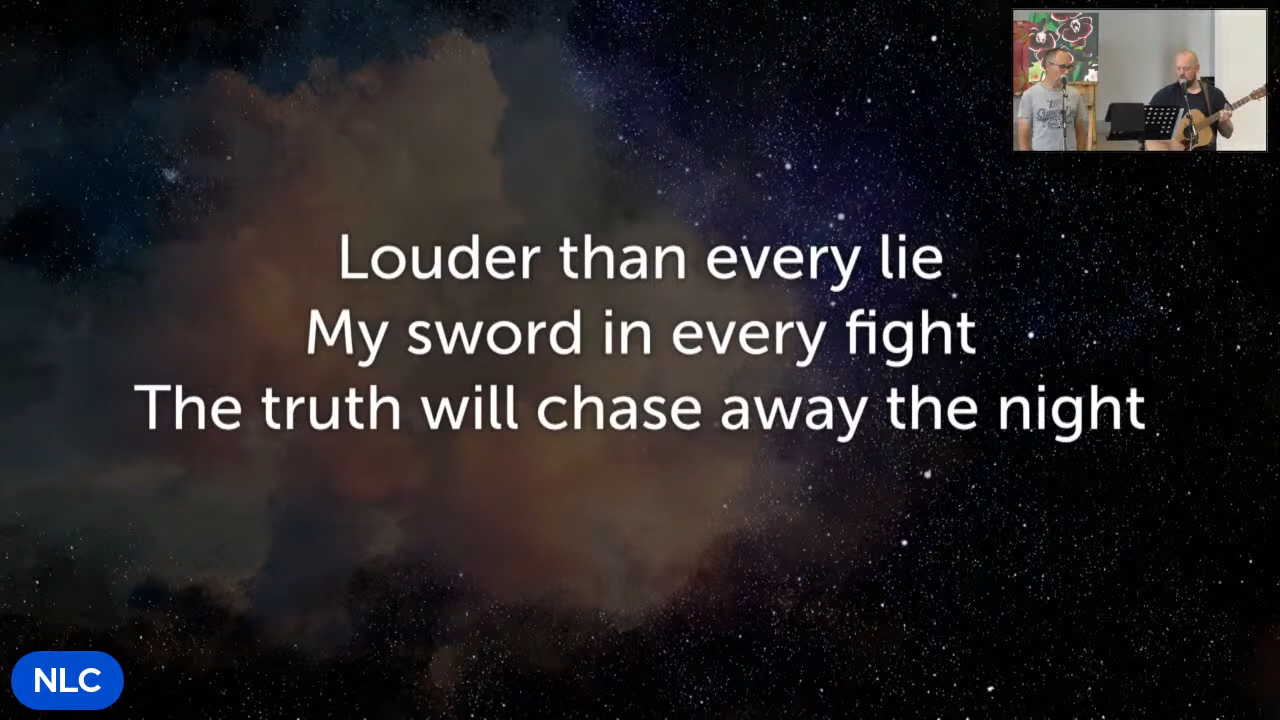 Louder than every lie
My sword in every fight
The truth will chase away the night
NLC